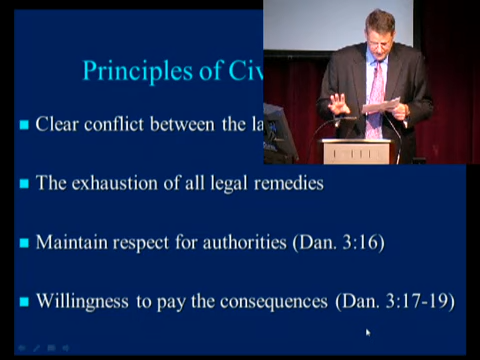 Principles of Civ
Clear conflict between the la
The exhaustion of all legal remedies
Maintain respect for authorities (Dan. 3:16)
Willingness to pay the consequences (Dan. 3:17-19)